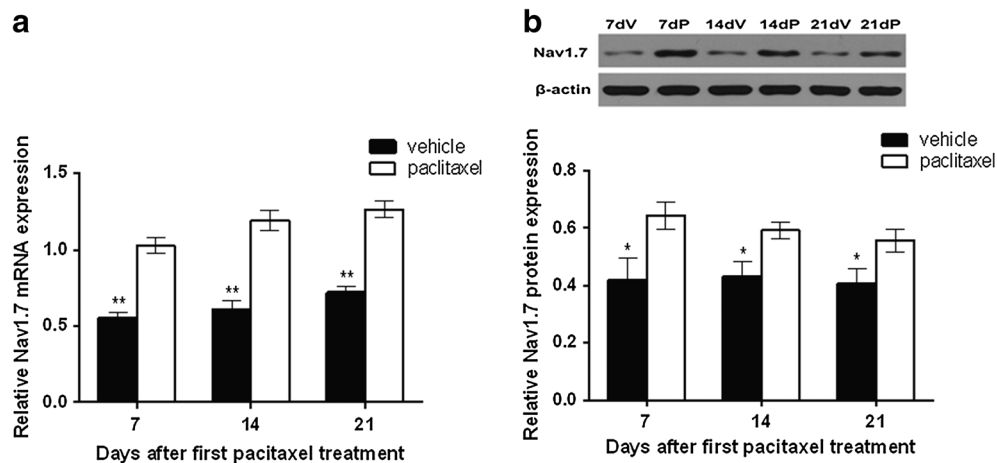 a
vehicle
paclitaxel
Relative Nav1.7 mRNA expression
1.5
1.0
0.5
0.0
**
**
**
7
14
21
Days after first pacitaxel treatment
b
7dV 7dP 14dV 14dP 21dV 21dP
Nav1.7
β-actin
vehicle
paclitaxel
Relative Nav1.7 protein expression
0.8
0.6
0.4
0.2
0.0
*
*
*
7
14
21
Days after first pacitaxel treatment